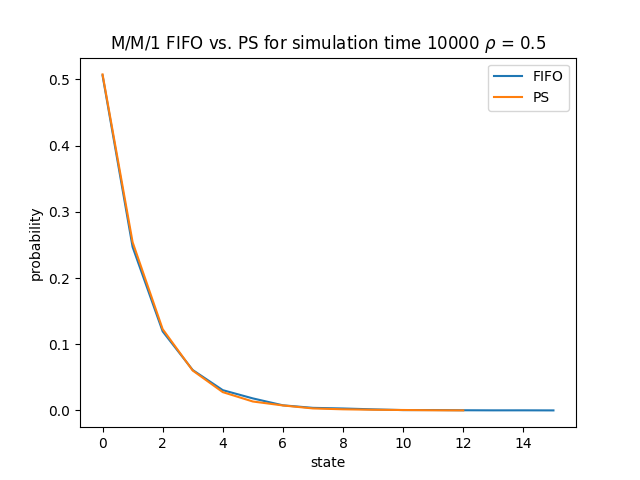 M/M/1 FIFO vs. PS for simulation time 10000 ρ = 0.5
FIFO
PS
probability
0.5
0.4
0.3
0.2
0.1
0.0
0 2 4 6 8 10 12 14
state